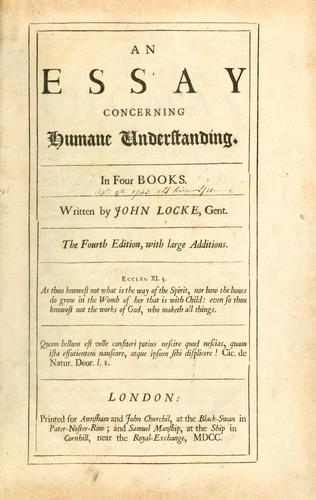 AN
ESSAY
CONCERNING
Humane Underſtanding.
In Four BOOKS.
Written by JOHN LOCKE, Gent.
The Fourth Edition, with large Additions.
ECCLES. XI. 5.
As thou knoweſt not what is the way of the Spirit, nor how the bones
do grow in the Womb of her that is with Child: even ſo thou
knoweſt not the works of God, who maketh all things.
Quam bellum eſt velle confiteri potius neſcire quod neſcias, quam
iſta effutientem nauſeare, atque ipſum ſibi diſplicere! Cic. de
Natur. Deor. l. 1.
LONDON:
Printed for Awnſham and John Churchil, at the Black-Swan in
Pater-Noſter-Row; and Samuel Manſhip, at the Ship in
Cornhill, near the Royal-Exchange, MDCC.